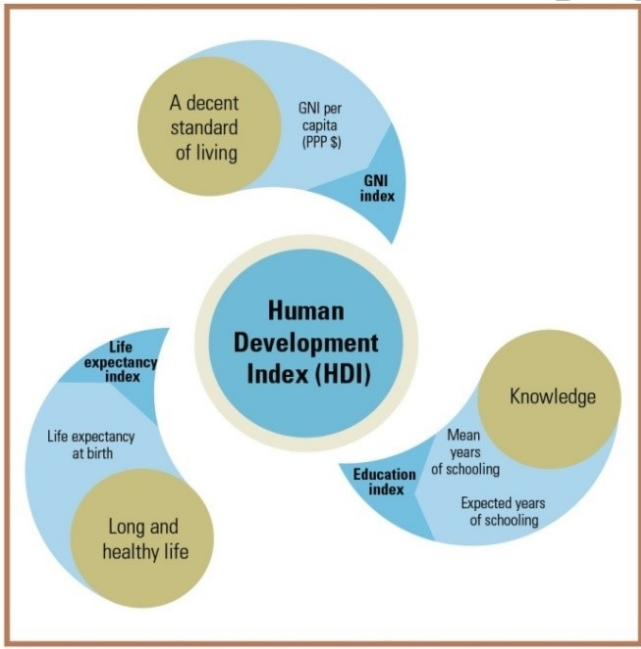 A decent
standard
of living
GNI per
capita
(PPP $)
GNI
index
Human
Development
Index (HDI)
Life
expectancy
index
Life expectancy
at birth
Long and
healthy life
Knowledge
Mean
years
of schooling
Expected years
of schooling
Education
index